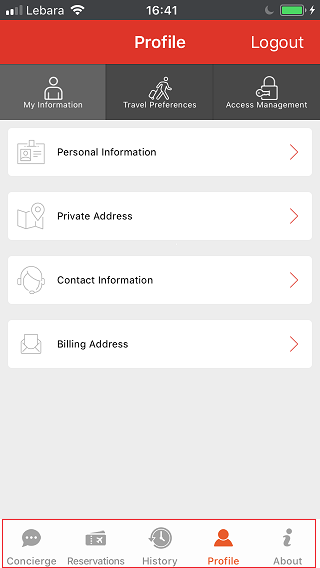 Lebara 16:41
Profile Logout
My Information Travel Preferences Access Management
Personal Information
Private Address
Contact Information
Billing Address
Concierge Reservations History Profile About